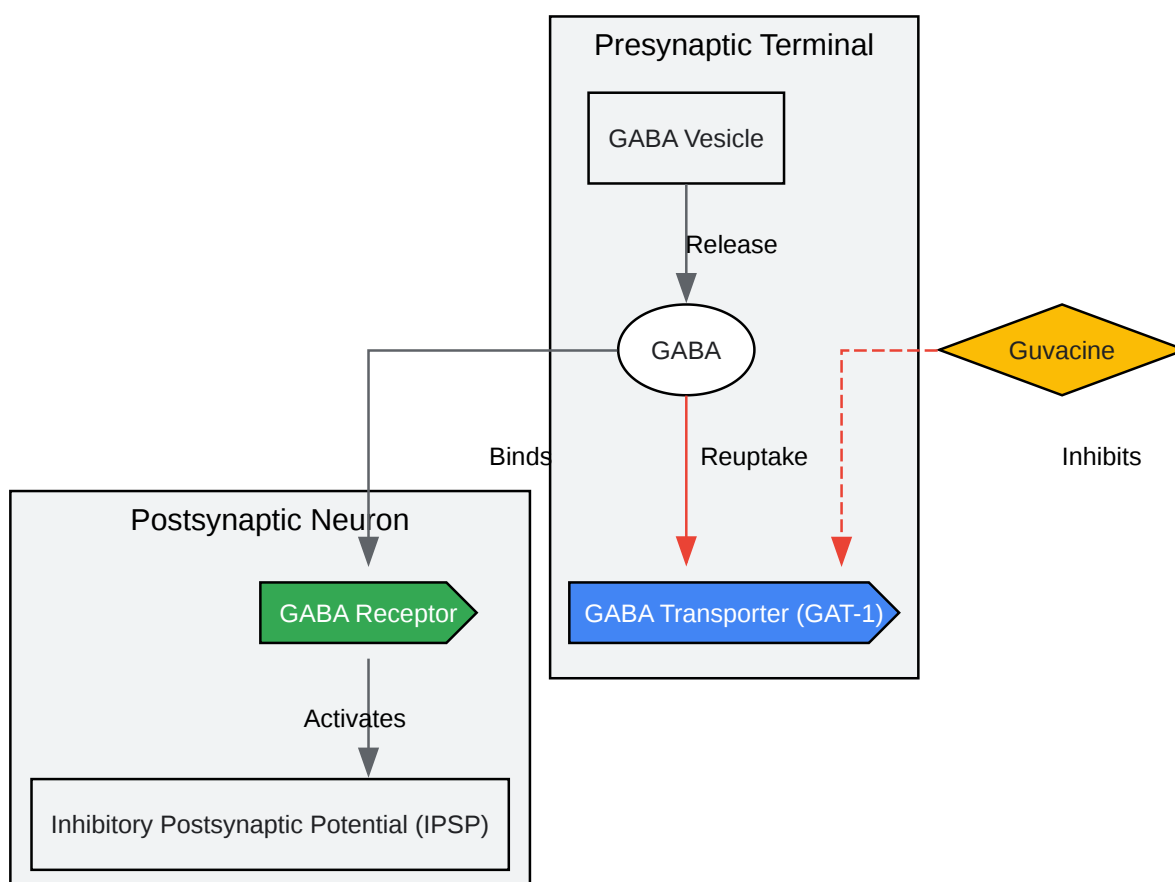 Presynaptic Terminal
GABA Vesicle
Release
GABA
Guvacine
Binds
Reuptake
Inhibits
Postsynaptic Neuron
GABA Receptor
GABA Transporter (GAT-1)
Activates
Inhibitory Postsynaptic Potential (IPSP)